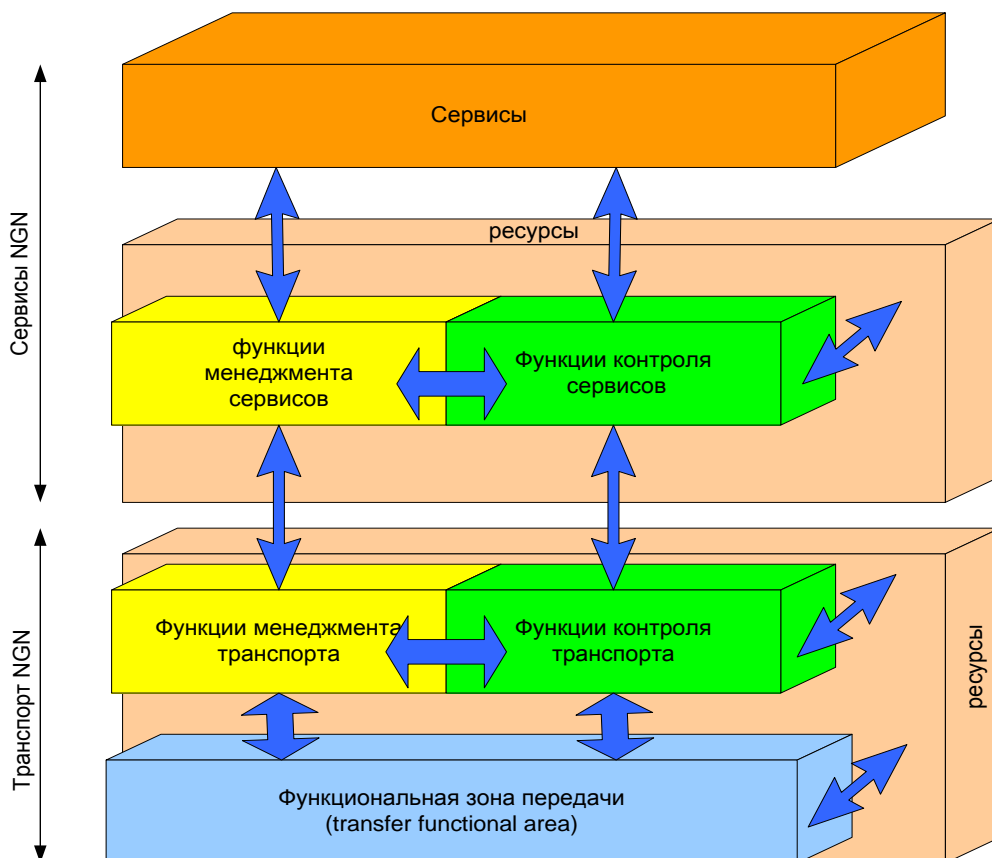 Сервисы
Сервисы NGN
ресурсы
функции
менеджмента
сервисов
Функции контроля
сервисов
Транспорт NGN
Функции менеджмента
транспорта
Функции контроля
транспорта
ресурсы
Функциональная зона передачи
(transfer functional area)